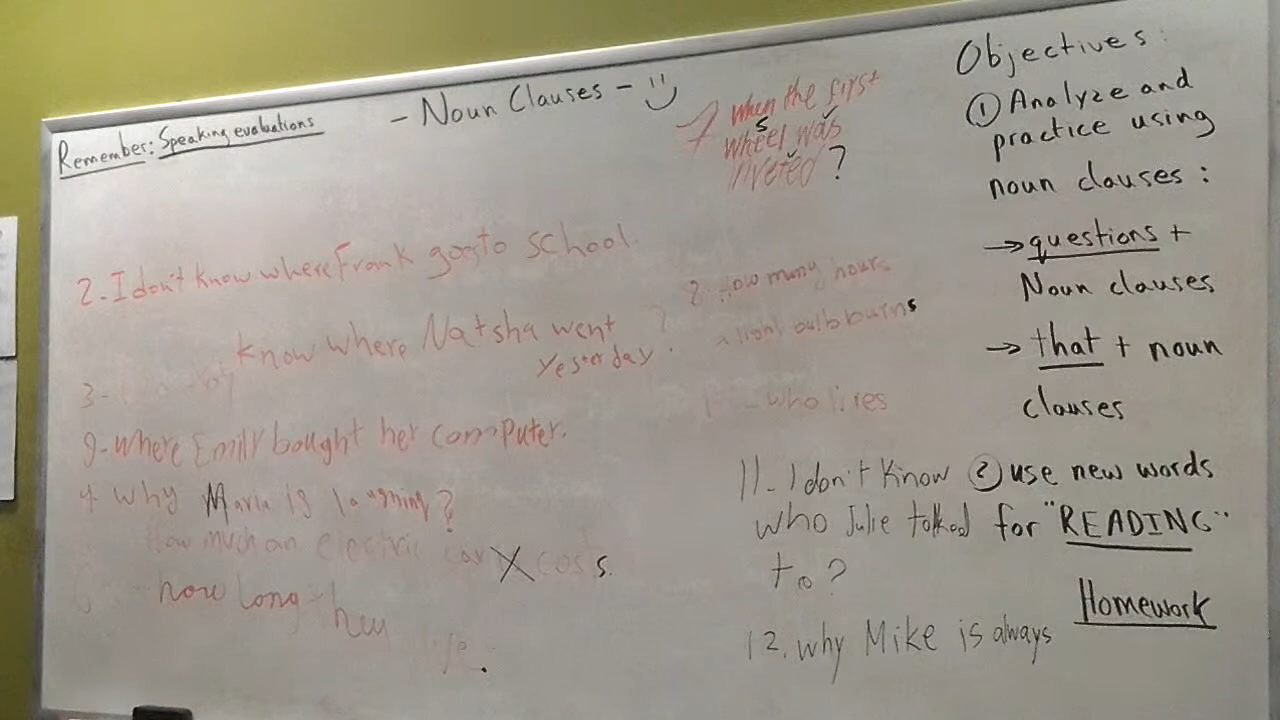 Remember: Speaking evaluations
- Noun Clauses -
2. I don't know where Frank goes to school.
3-
know where Natsha went
yesterday.
9- where Emily bought her computer.
4 why Maria is laughing?
How much an electric car cos s.
how long
7 when the first
wheel was
?
8. How many hours
a light bulb burns
- who lives
11- I don't know
who Julie talked
to?
12. why Mike is always
Objectives:
① Analyze and
practice using
noun clauses:
→ questions +
Noun clauses
→ that + noun
clauses
② use new words
for "READING"
Homework